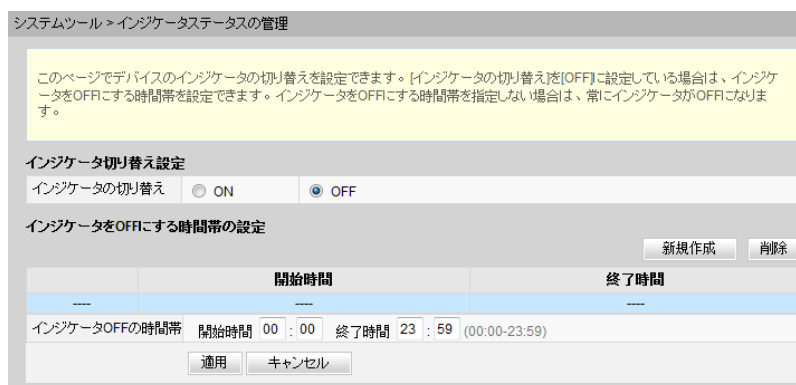 システムツール > インジケータステータスの管理
このページでデバイスのインジケータの切り替えを設定できます。[インジケータの切り替え]を[OFF]に設定している場合は、インジケ
ータをOFFにする時間帯を設定できます。インジケータをOFFにする時間帯を指定しない場合は、常にインジケータがOFFになりま
す。
インジケータ切り替え設定
インジケータの切り替え ON OFF
インジケータをOFFにする時間帯の設定
新規作成 削除
開始時間 終了時間
---- ---- ----
インジケータOFFの時間帯 開始時間 00 : 00 終了時間 23 : 59 (00:00-23:59)
適用 キャンセル